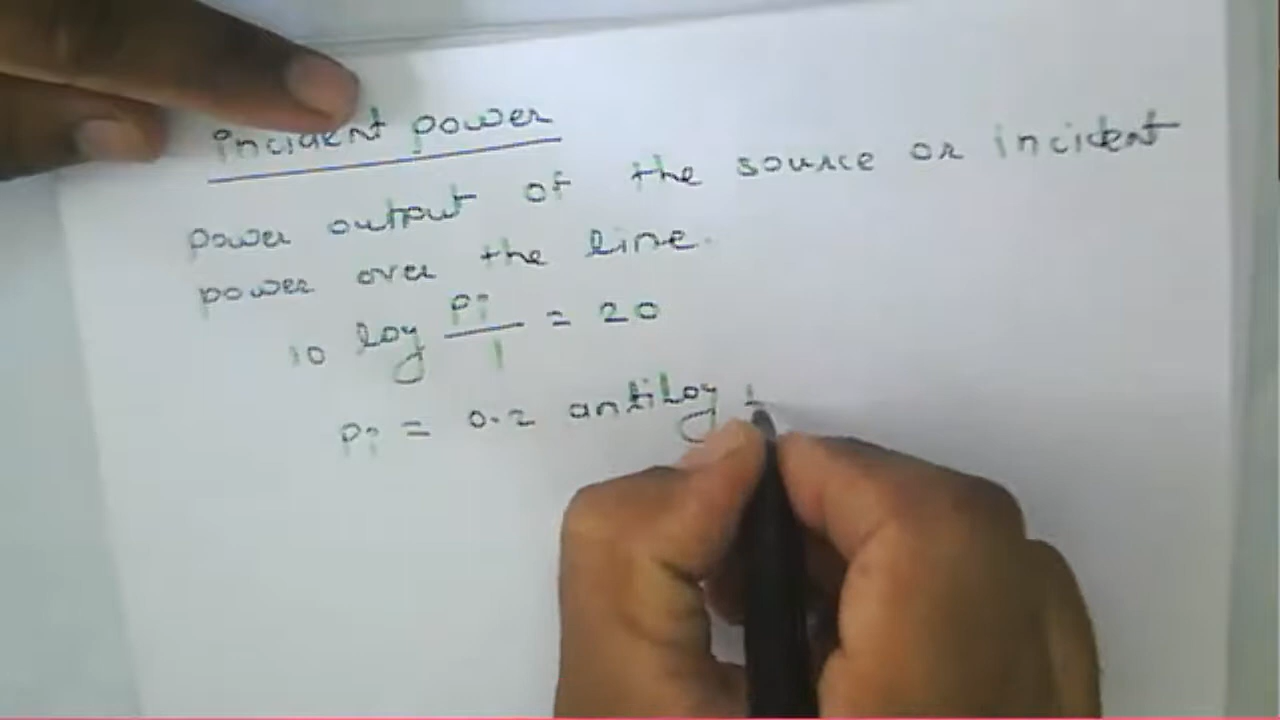 incident power
power output of the source or incident
power over the line.
10 log Pi/1 = 20
Pi = 0.2 antilog